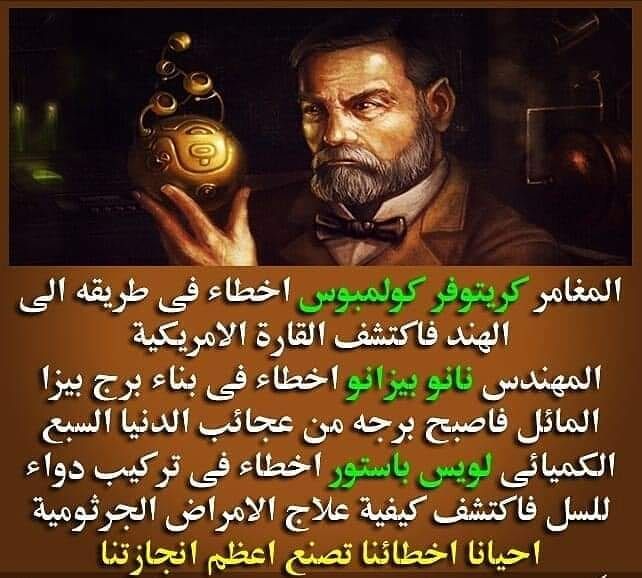 المغامر كريتوفر كولمبوس اخطاء فى طريقه الى
الهند فاكتشف القارة الامريكية
المهندس نانو بيزانو اخطاء فى بناء برج بيزا
المائل فاصبح برجه من عجائب الدنيا السبع
الكميائى لويس باستور اخطاء فى تركيب دواء
للسل فاكتشف كيفية علاج الامراض الجرثومية
احيانا اخطائنا تصنع اعظم انجازتنا